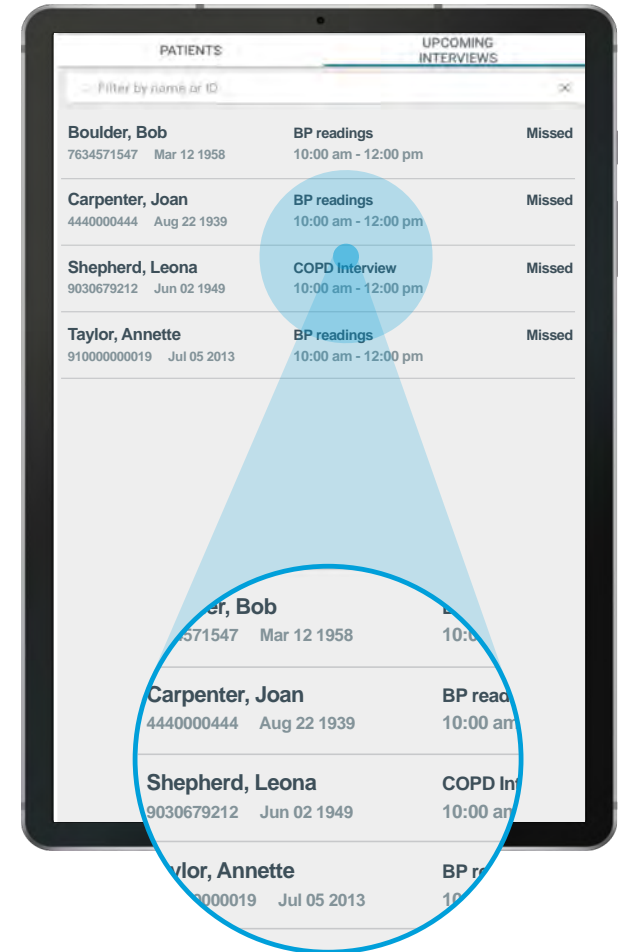 PATIENTS
UPCOMING
INTERVIEWS
Filter by name or ID
Boulder, Bob BP readings Missed
7634571547 Mar 12 1958 10:00 am - 12:00 pm
Carpenter, Joan BP readings Missed
4440000444 Aug 22 1939 10:00 am - 12:00 pm
Shepherd, Leona COPD Interview Missed
9030679212 Jun 02 1949 10:00 am - 12:00 pm
Taylor, Annette BP readings Missed
910000000019 Jul 05 2013 10:00 am - 12:00 pm
er, Bob
571547 Mar 12 1958 10:0
Carpenter, Joan BP read
4440000444 Aug 22 1939 10:00 am
Shepherd, Leona COPD Int
9030679212 Jun 02 1949 10:00 am
ylor, Annette BP re
0000019 Jul 05 2013 10